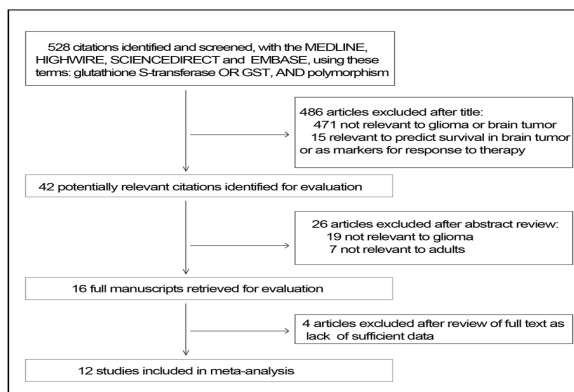 528 citations identified and screened, with the MEDLINE,
HIGHWIRE, SCIENCEDIRECT and EMBASE, using these
terms: glutathione S-transferase OR GST, AND polymorphism
486 articles excluded after title:
471 not relevant to glioma or brain tumor
15 relevant to predict survival in brain tumor
or as markers for response to therapy
42 potentially relevant citations identified for evaluation
26 articles excluded after abstract review:
19 not relevant to glioma
7 not relevant to adults
16 full manuscripts retrieved for evaluation
4 articles excluded after review of full text as
lack of sufficient data
12 studies included in meta-analysis